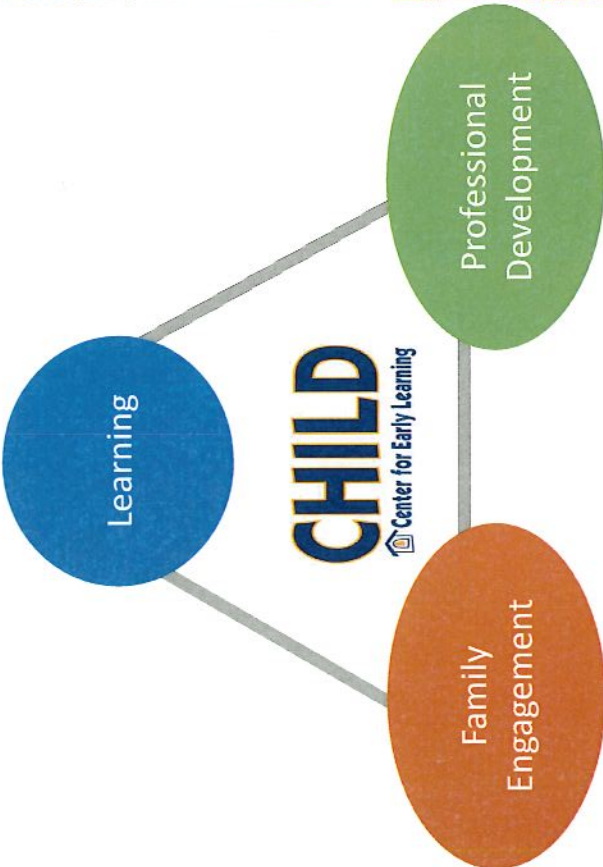 Learning
CHILD
Center for Early Learning
Family
Engagement
Professional
Development